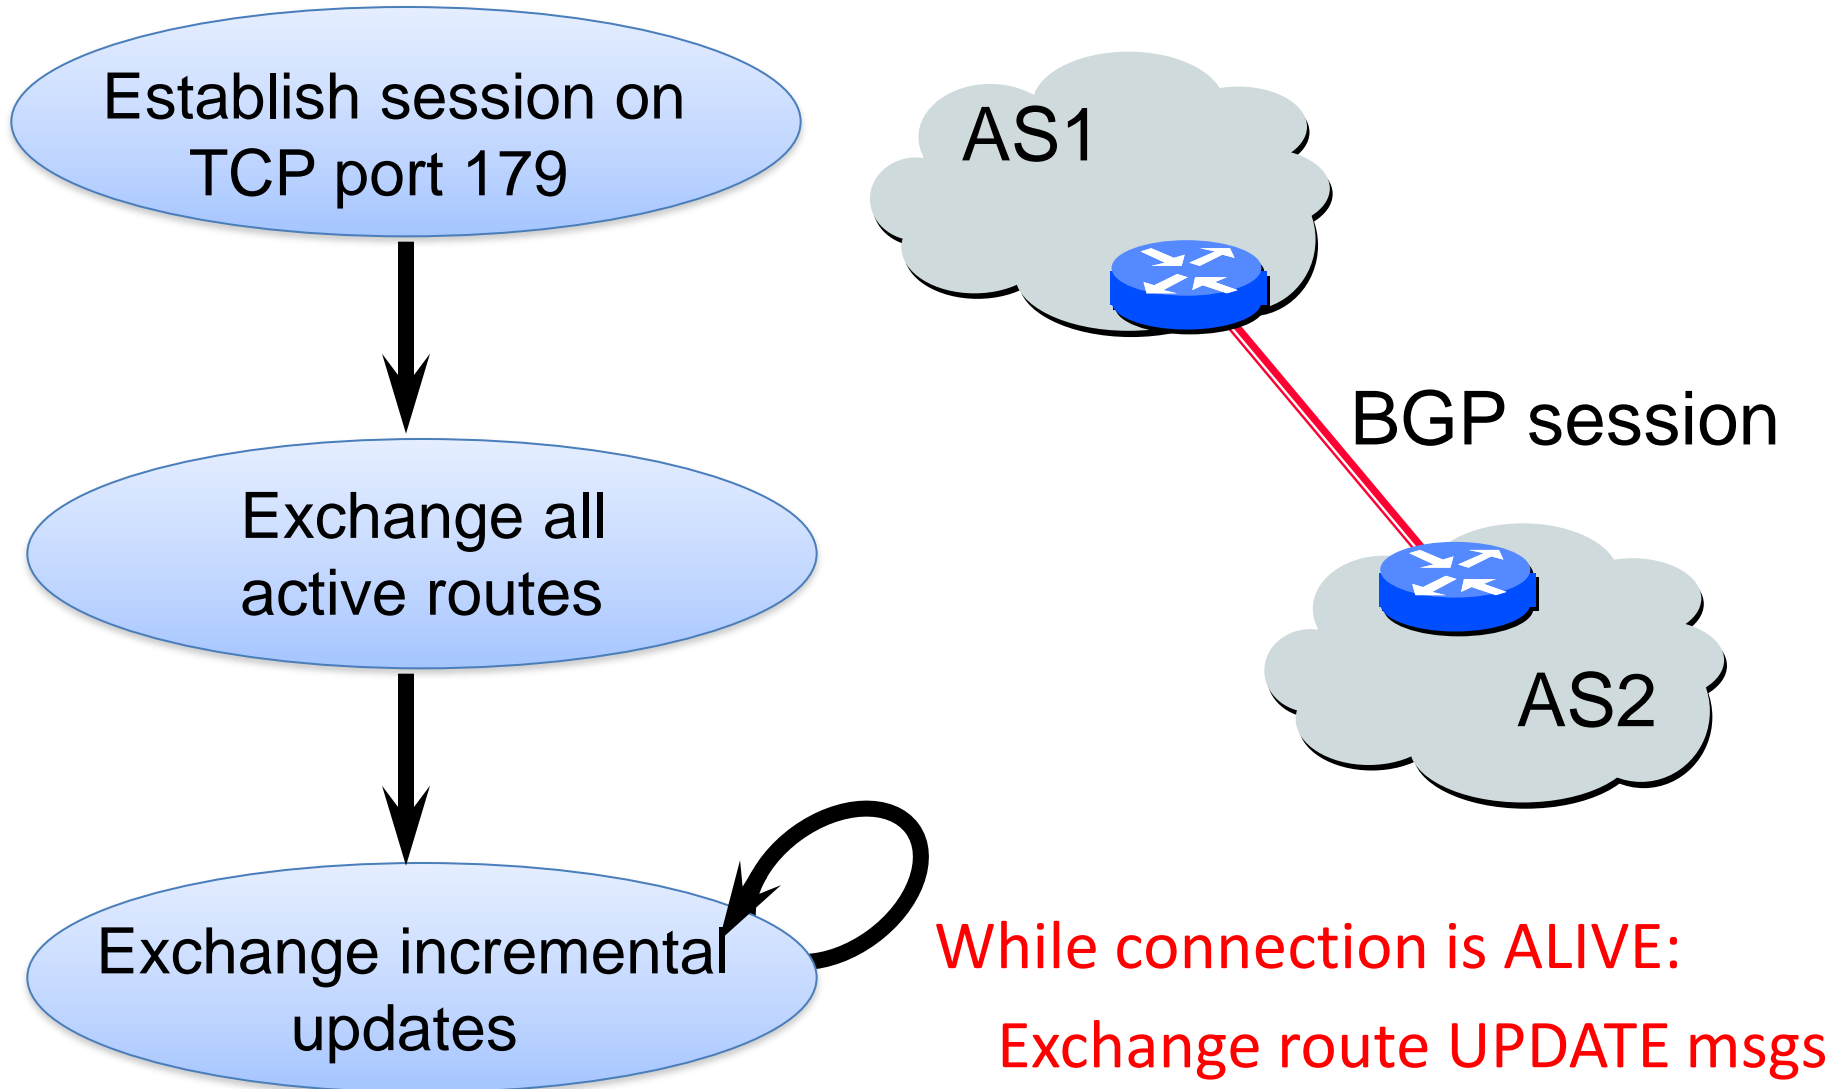 Establish session on
TCP port 179
Exchange all
active routes
Exchange incremental
updates
AS1
BGP session
AS2
While connection is ALIVE:
Exchange route UPDATE msgs